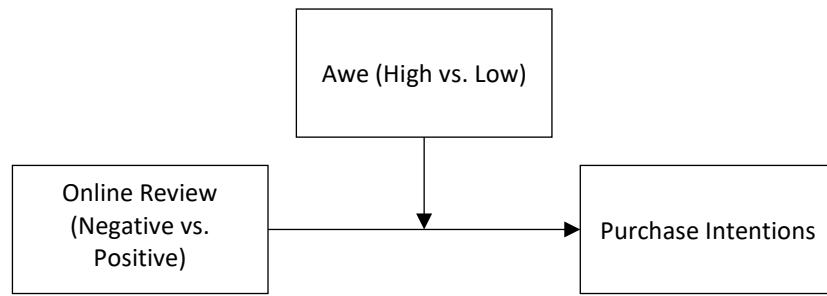 Awe (High vs. Low)
Online Review
(Negative vs.
Positive)
Purchase Intentions